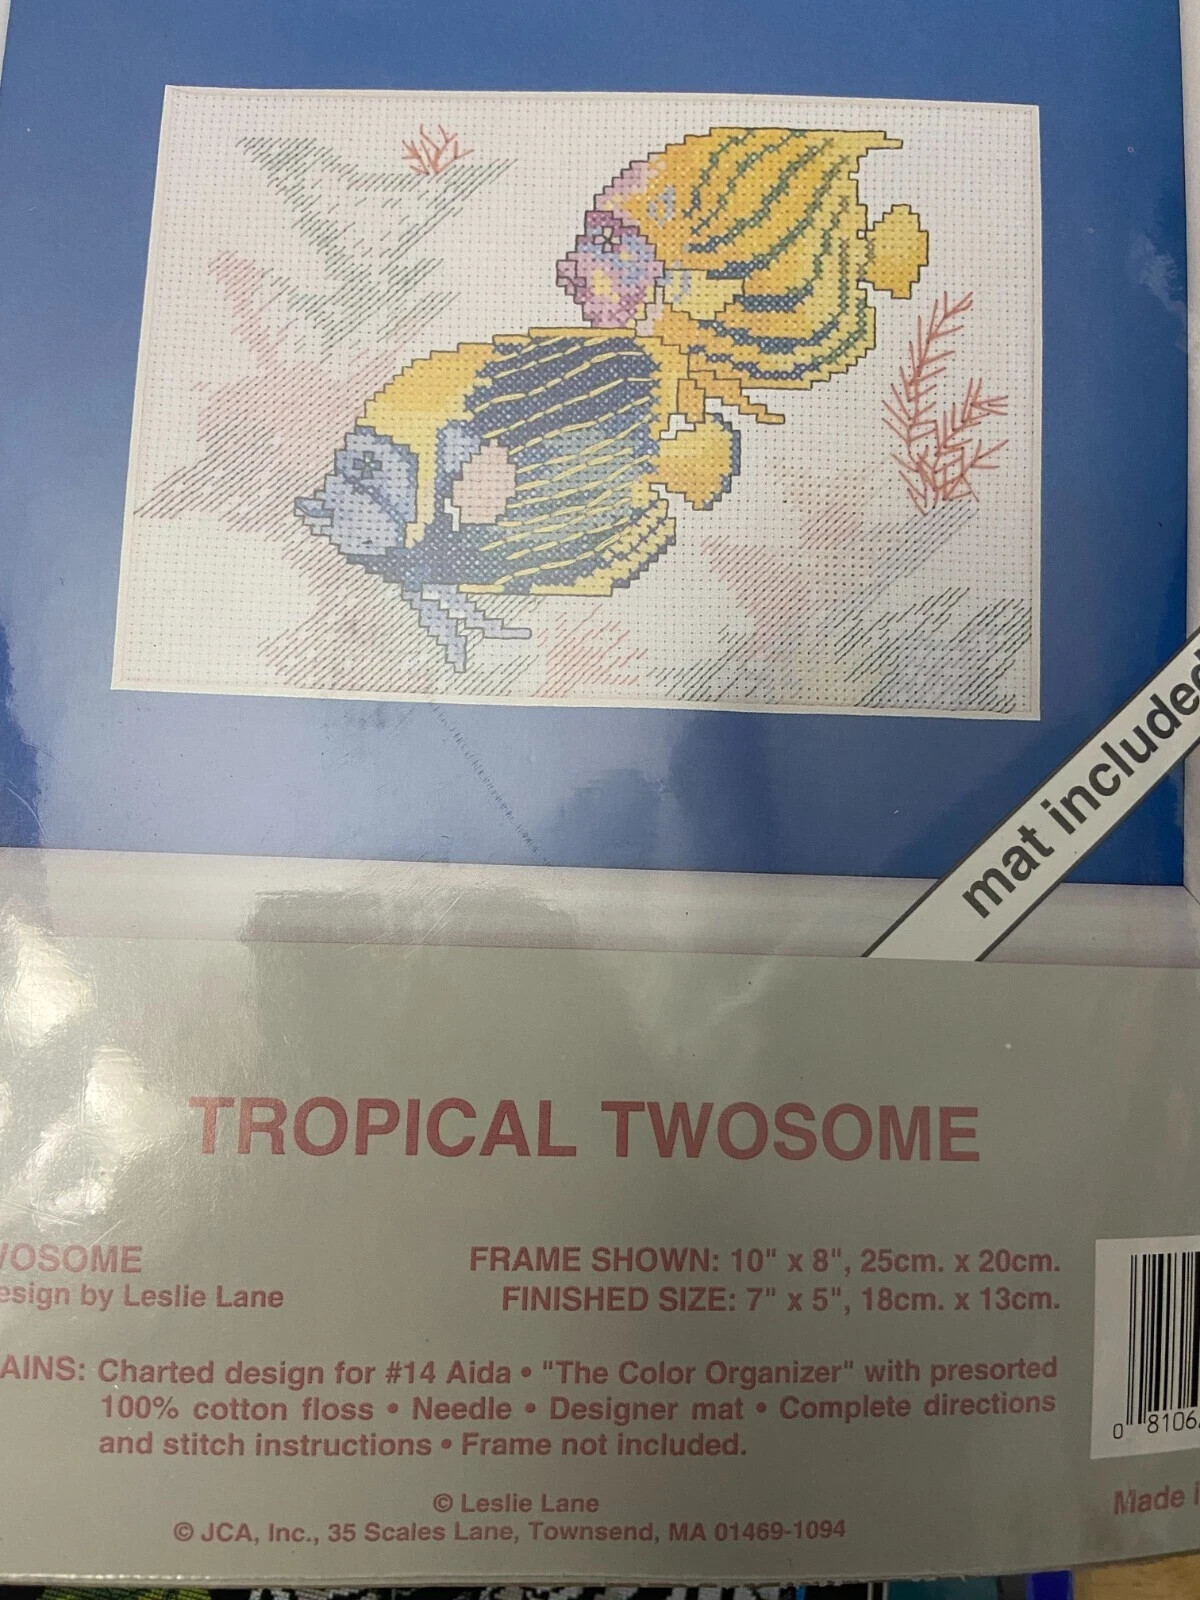 mat included
TROPICAL TWOSOME
WOSOME
FRAME SHOWN: 10" x 8", 25cm. x 20cm.
esign by Leslie Lane
FINISHED SIZE: 7" x 5", 18cm. x 13cm.
AINS: Charted design for #14 Aida • "The Color Organizer" with presorted
100% cotton floss • Needle • Designer mat • Complete directions
and stitch instructions • Frame not included.
0 8106
© Leslie Lane
Made i
© JCA, Inc., 35 Scales Lane, Townsend, MA 01469-1094